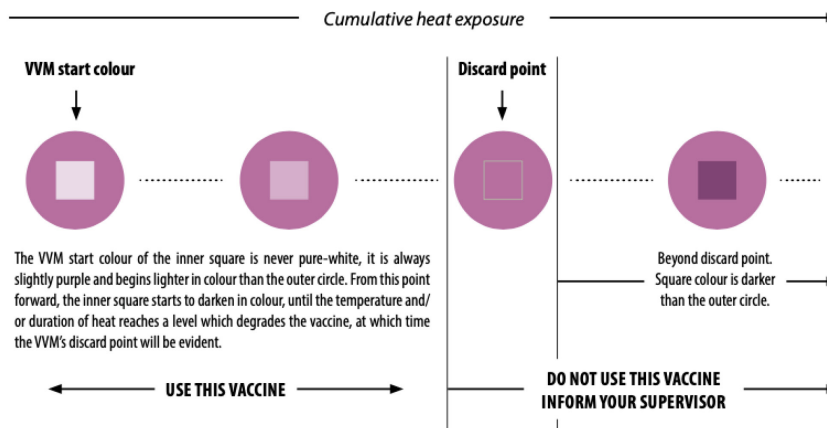 Cumulative heat exposure
VVM start colour
Discard point
The VVM start colour of the inner square is never pure-white, it is always
slightly purple and begins lighter in colour than the outer circle. From this point
forward, the inner square starts to darken in colour, until the temperature and/
or duration of heat reaches a level which degrades the vaccine, at which time
the VVM's discard point will be evident.
Beyond discard point.
Square colour is darker
than the outer circle.
USE THIS VACCINE
DO NOT USE THIS VACCINE
INFORM YOUR SUPERVISOR